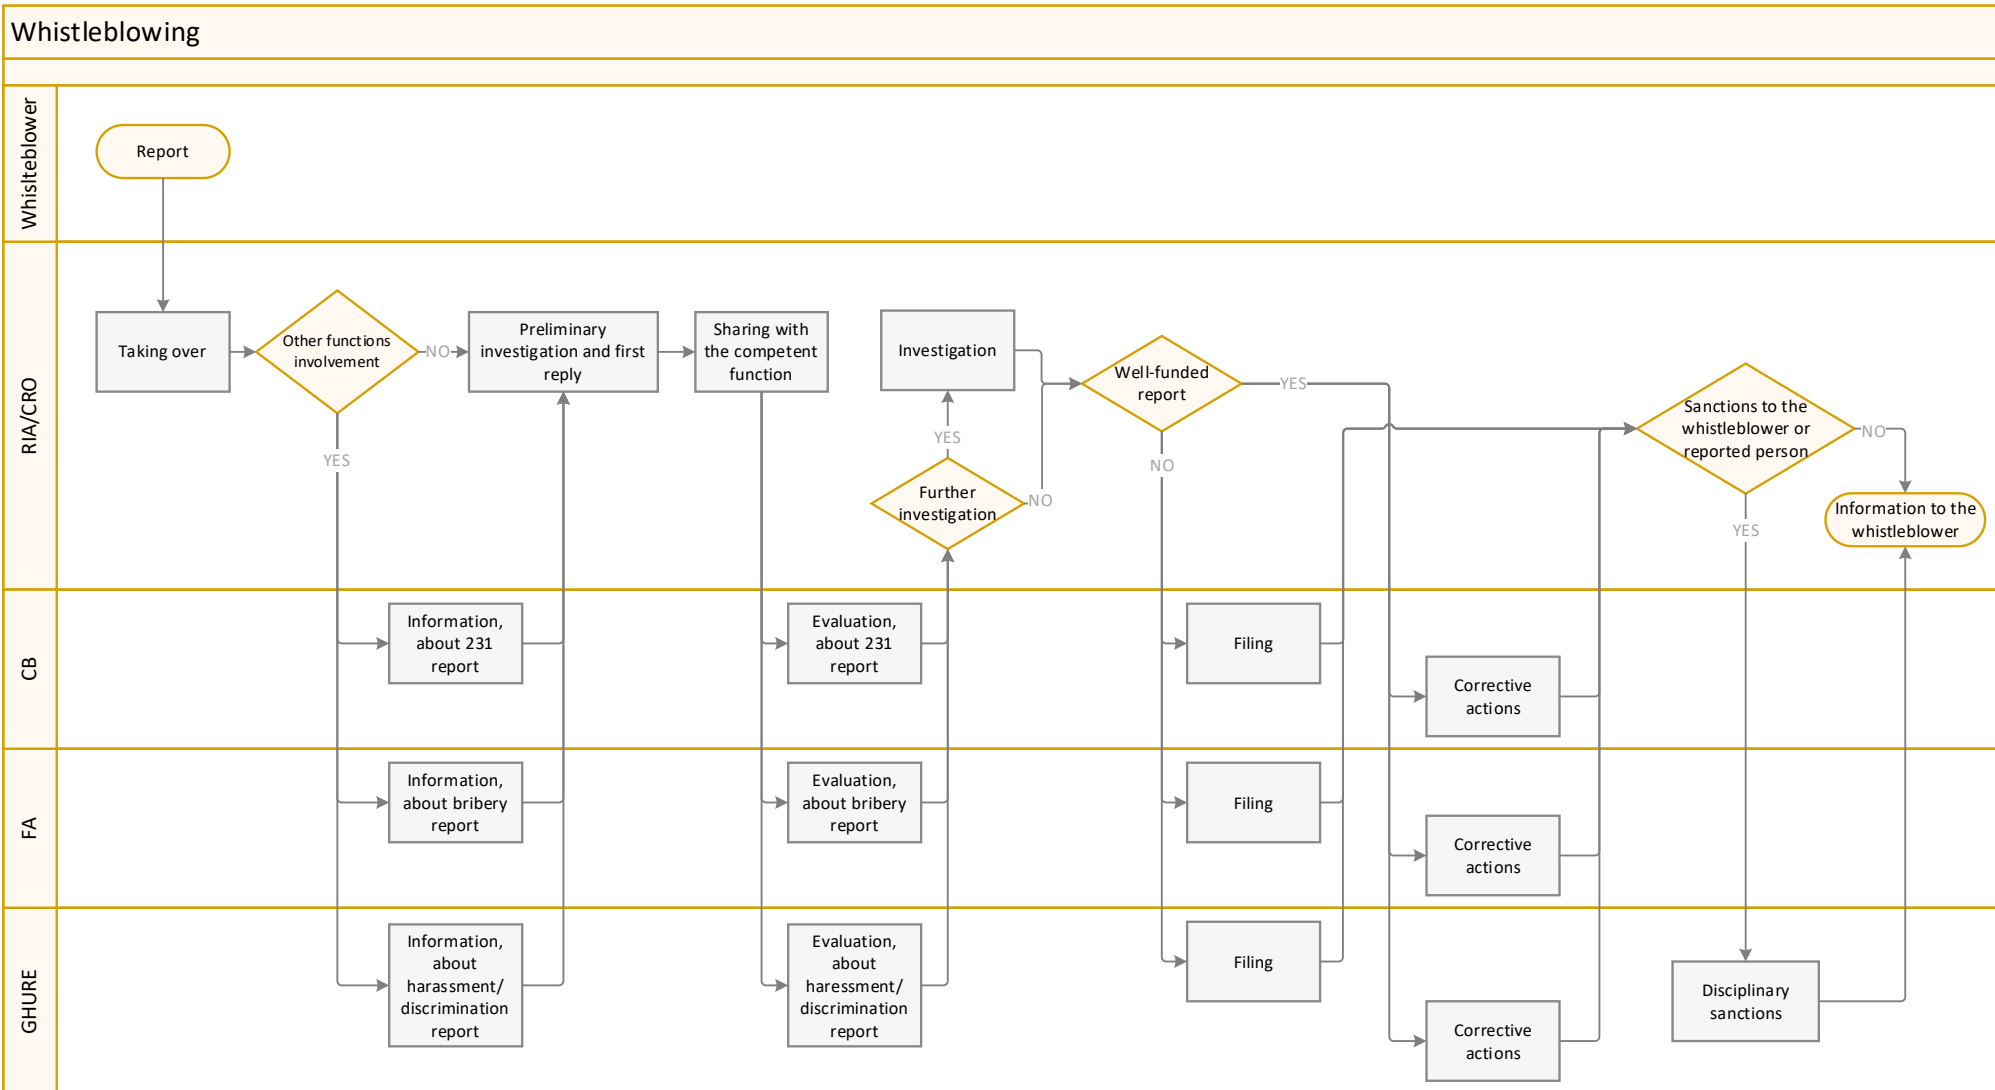 Whistleblowing
Whislteblower
Report
RIA/CRO
Taking over
Other functions
involvement
NO
YES
Preliminary
investigation and first
reply
Sharing with
the competent
function
Investigation
YES
Further
investigation
NO
Well-funded
report
YES
NO
Sanctions to the
whistleblower or
reported person
NO
YES
Information to the
whistleblower
CB
Information,
about 231
report
Evaluation,
about 231
report
Filing
Corrective
actions
FA
Information,
about bribery
report
Evaluation,
about bribery
report
Filing
Corrective
actions
GHURE
Information,
about
harassment/
discrimination
report
Evaluation,
about
haressment/
discrimination
report
Filing
Corrective
actions
Disciplinary
sanctions